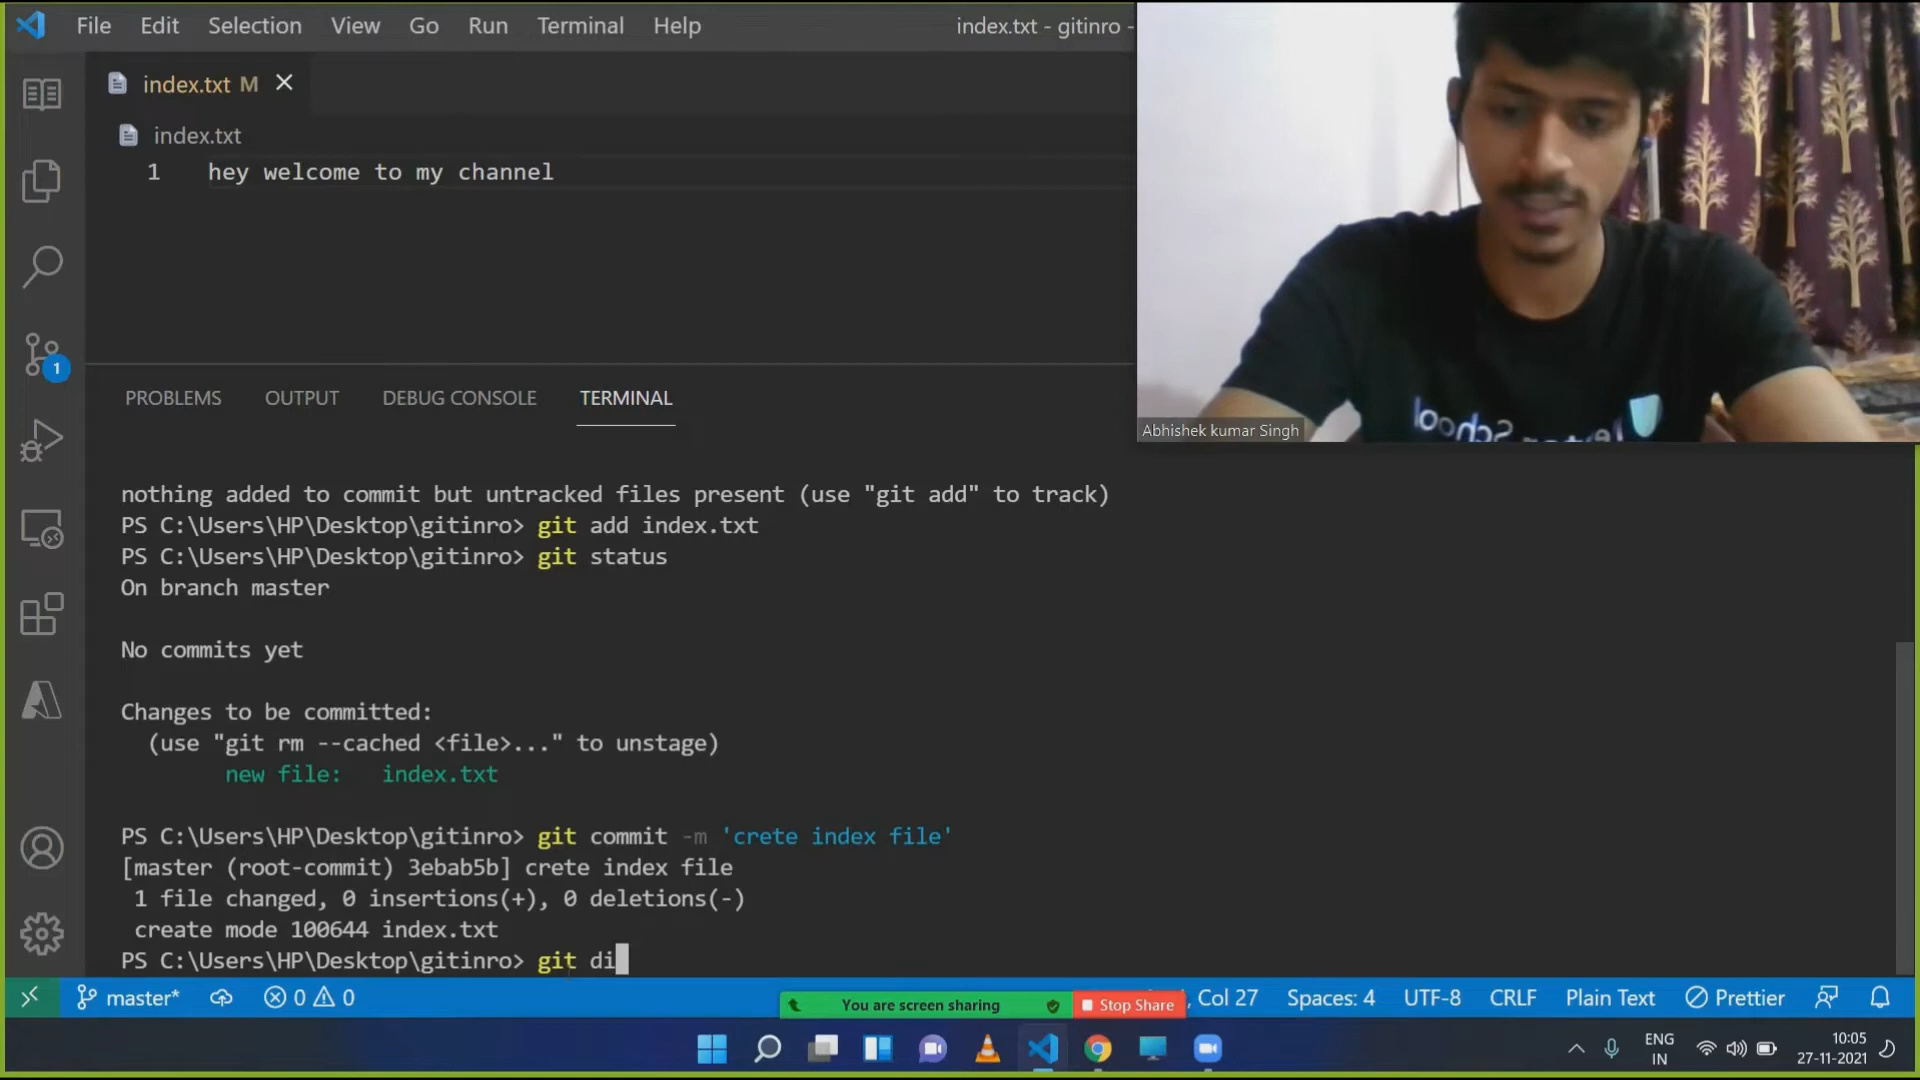 File Edit Selection View Go Run Terminal Help
index.txt - gitinro -
index.txt M
index.txt
1 hey welcome to my channel
Abhishek kumar Singh
1
PROBLEMS OUTPUT DEBUG CONSOLE TERMINAL
nothing added to commit but untracked files present (use "git add" to track)
PS C:\Users\HP\Desktop\gitinro> git add index.txt
PS C:\Users\HP\Desktop\gitinro> git status
On branch master
No commits yet
Changes to be committed:
(use "git rm --cached <file>..." to unstage)
new file: index.txt
PS C:\Users\HP\Desktop\gitinro> git commit -m 'crete index file'
[master (root-commit) 3ebab5b] crete index file
1 file changed, 0 insertions(+), 0 deletions(-)
create mode 100644 index.txt
PS C:\Users\HP\Desktop\gitinro> git di
master* 0 0 Col 27 Spaces: 4 UTF-8 CRLF Plain Text Prettier
You are screen sharing Stop Share
ENG 10:05
IN 27-11-2021